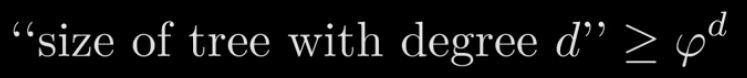 “size of tree with degree d” ≥ φ^d